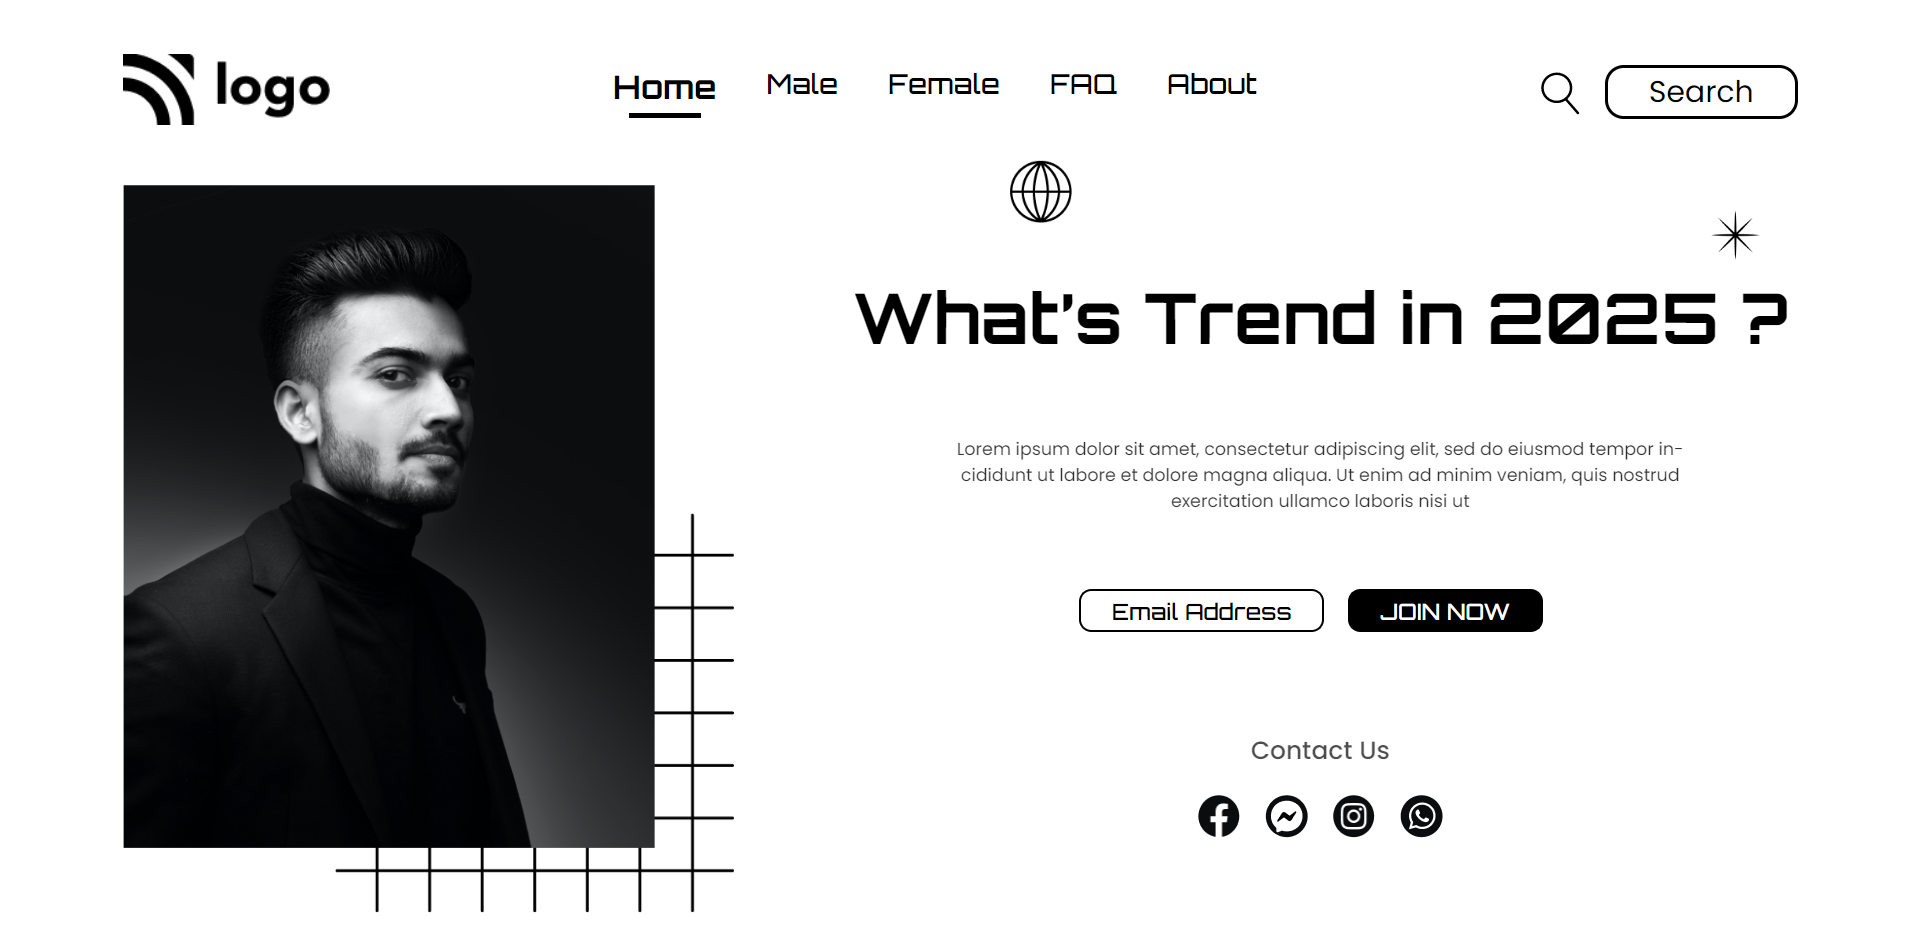 logo
Home
Male
Female
FAQ
About
Search
What's Trend in 2025 ?
Lorem ipsum dolor sit amet, consectetur adipiscing elit, sed do eiusmod tempor in-
cididunt ut labore et dolore magna aliqua. Ut enim ad minim veniam, quis nostrud
exercitation ullamco laboris nisi ut
Email Address
JOIN NOW
Contact Us